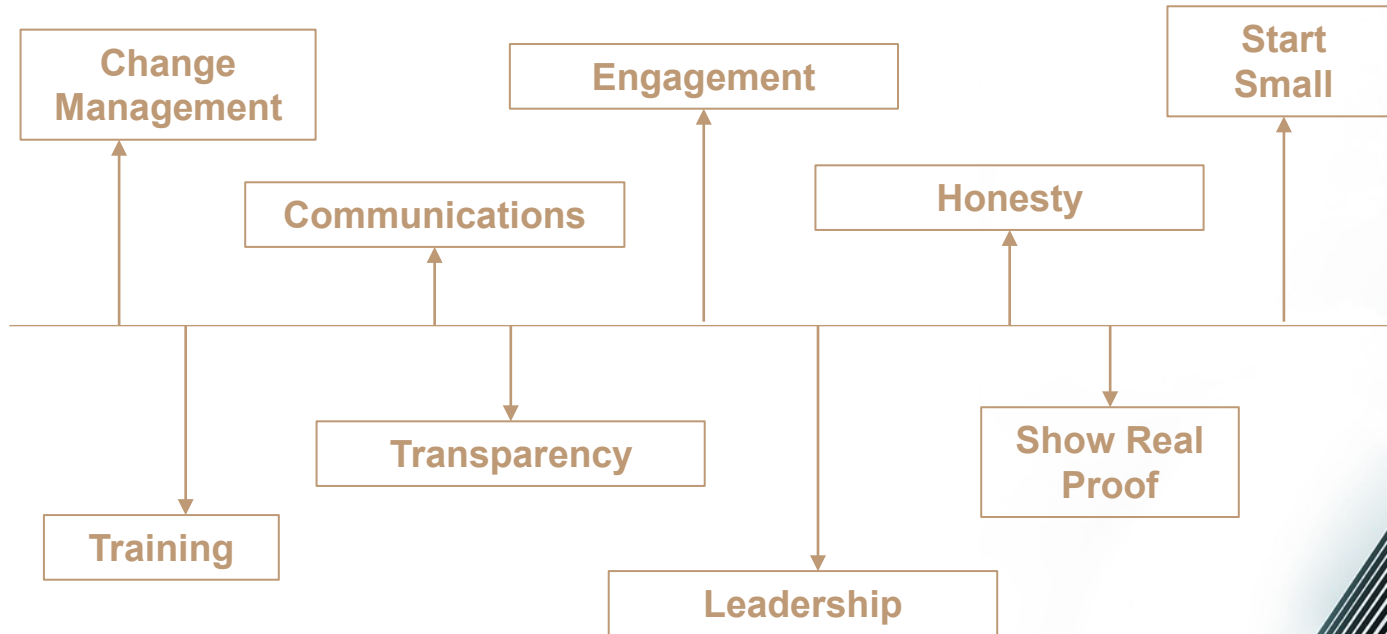 Change
Management
Engagement
Start
Small
Communications
Honesty
Transparency
Show Real
Proof
Training
Leadership